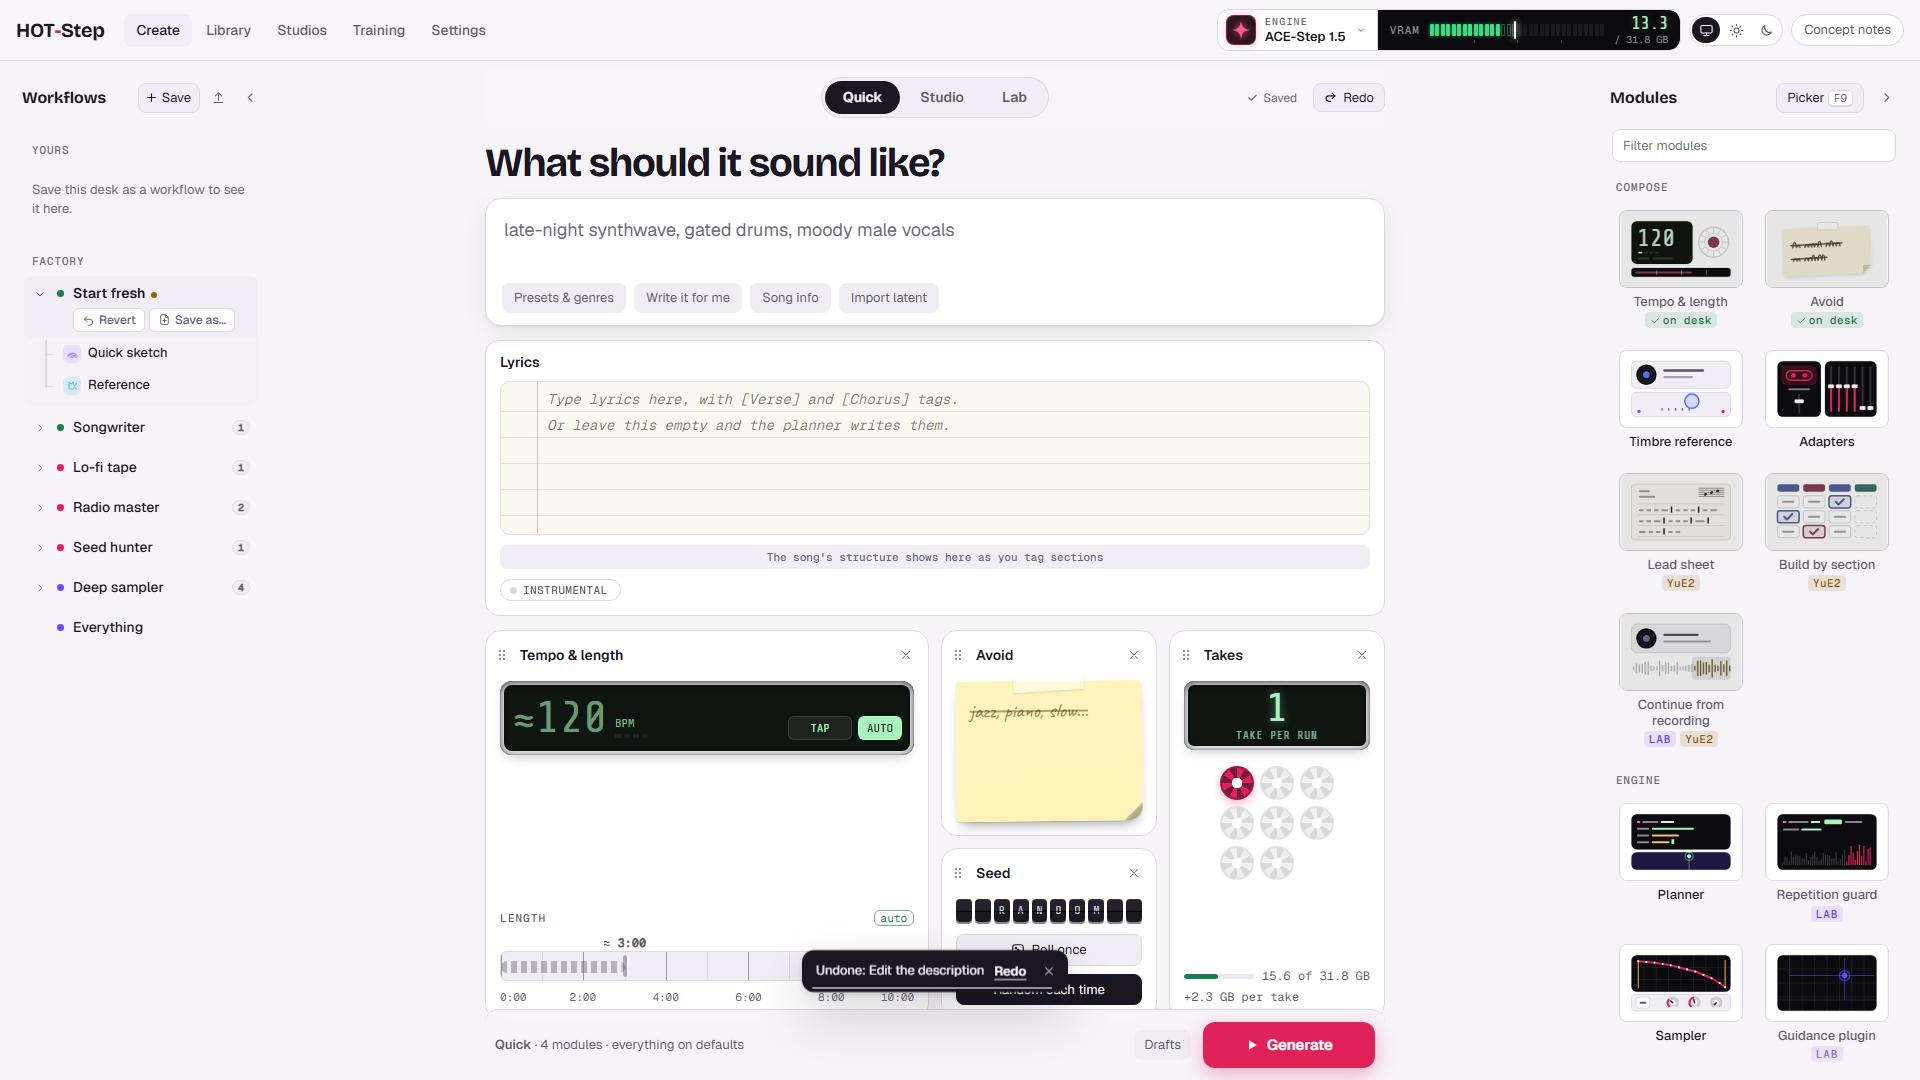 HOT-Step
Create
Library
Studios
Training
Settings
ENGINE
ACE-Step 1.5
VRAM
13.3
/ 31.8 GB
Concept notes
Workflows
+ Save
Quick
Studio
Lab
Saved
Redo
Modules
Picker F9
Filter modules
YOURS
Save this desk as a workflow to see
it here.
FACTORY
Start fresh
Revert
Save as…
Quick sketch
Reference
Songwriter 1
Lo-fi tape 1
Radio master 2
Seed hunter 1
Deep sampler 4
Everything
What should it sound like?
late-night synthwave, gated drums, moody male vocals
Presets & genres
Write it for me
Song info
Import latent
Lyrics
Type lyrics here, with [Verse] and [Chorus] tags.
Or leave this empty and the planner writes them.
The song's structure shows here as you tag sections
INSTRUMENTAL
Tempo & length
≈120 BPM
TAP
AUTO
LENGTH
auto
≈ 3:00
0:00 2:00 4:00 6:00 8:00 10:00
Avoid
jazz, piano, slow…
Seed
RANDOM
Roll once
Random each time
Takes
1
TAKE PER RUN
15.6 of 31.8 GB
+2.3 GB per take
Undone: Edit the description Redo
Quick · 4 modules · everything on defaults
Drafts
Generate
COMPOSE
120
Tempo & length
on desk
Avoid
on desk
Timbre reference
Adapters
Lead sheet
YuE2
Build by section
YuE2
Continue from
recording
LAB YuE2
ENGINE
Planner
Repetition guard
LAB
Sampler
Guidance plugin
LAB